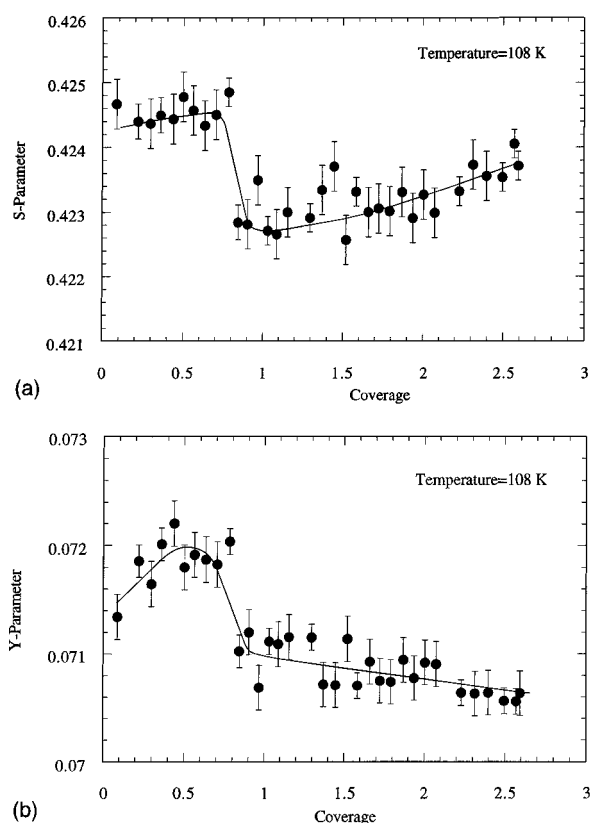 0.426
Temperature=108 K
0.425
0.424
S-Parameter
0.423
0.422
0.421
0 0.5 1 1.5 2 2.5 3
(a)
Coverage
0.073
Temperature=108 K
0.072
Y-Parameter
0.071
0.07
0 0.5 1 1.5 2 2.5 3
(b)
Coverage